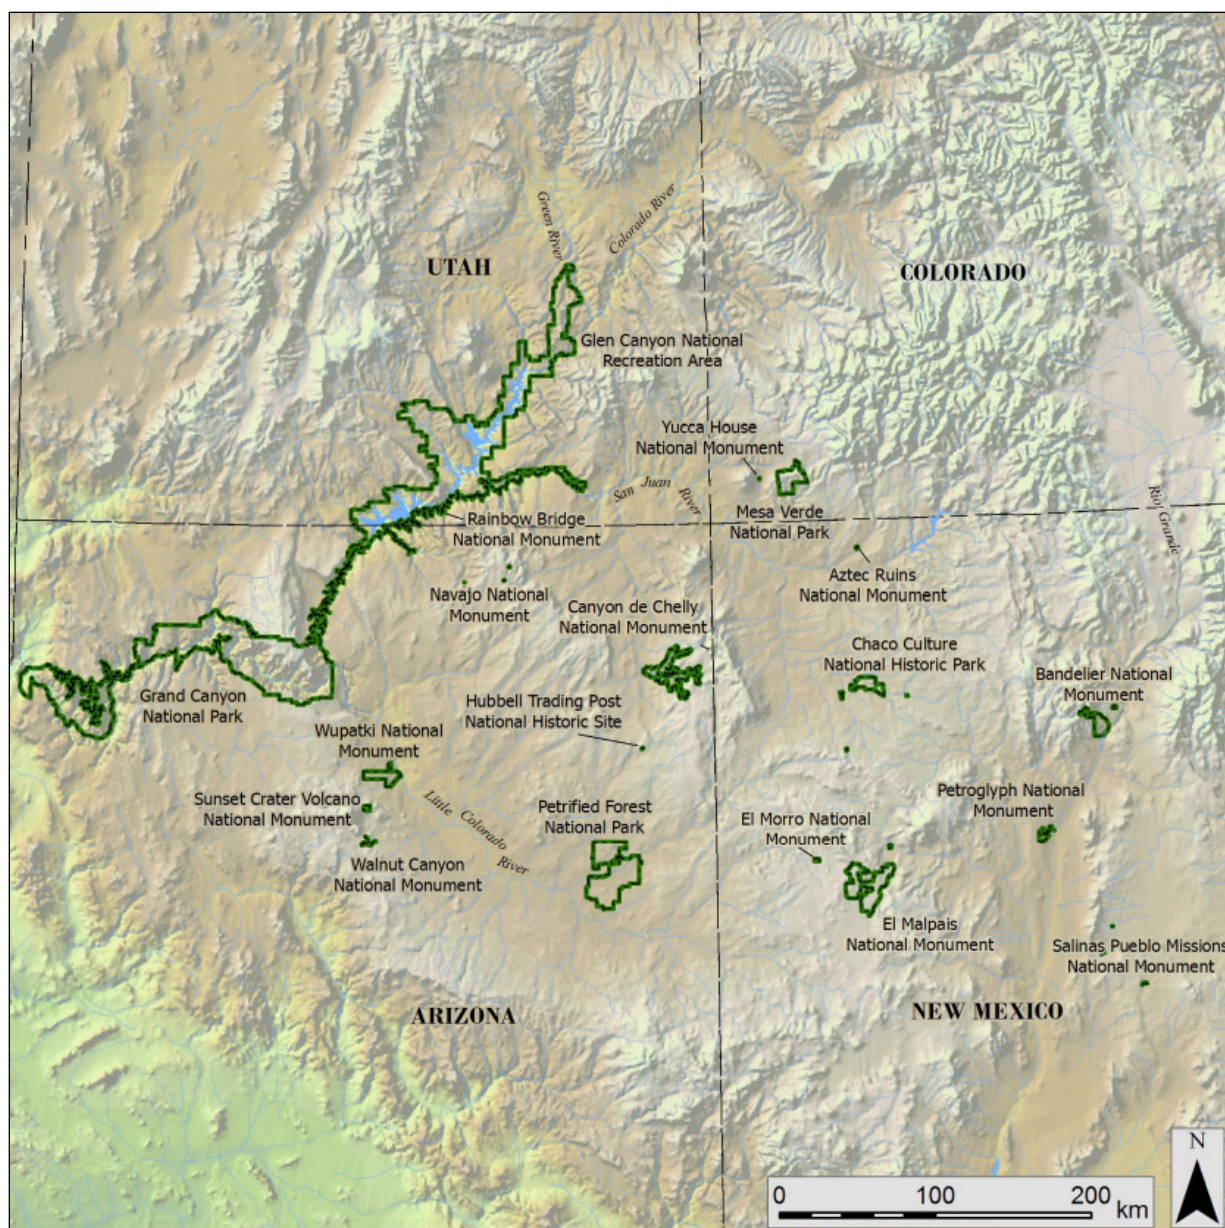 Green River
Colorado River
UTAH
COLORADO
Glen Canyon National
Recreation Area
Yucca House
National Monument
San Juan River
Mesa Verde
National Park
Rio Grande
Rainbow Bridge
National Monument
Aztec Ruins
National Monument
Navajo National
Monument
Canyon de Chelly
National Monument
Chaco Culture
National Historic Park
Bandelier National
Monument
Grand Canyon
National Park
Hubbell Trading Post
National Historic Site
Wupatki National
Monument
Sunset Crater Volcano
National Monument
Little Colorado River
Petrified Forest
National Park
Petroglyph National
Monument
El Morro National
Monument
Walnut Canyon
National Monument
El Malpais
National Monument
Salinas Pueblo Missions
National Monument
ARIZONA
NEW MEXICO
N
0 100 200
km